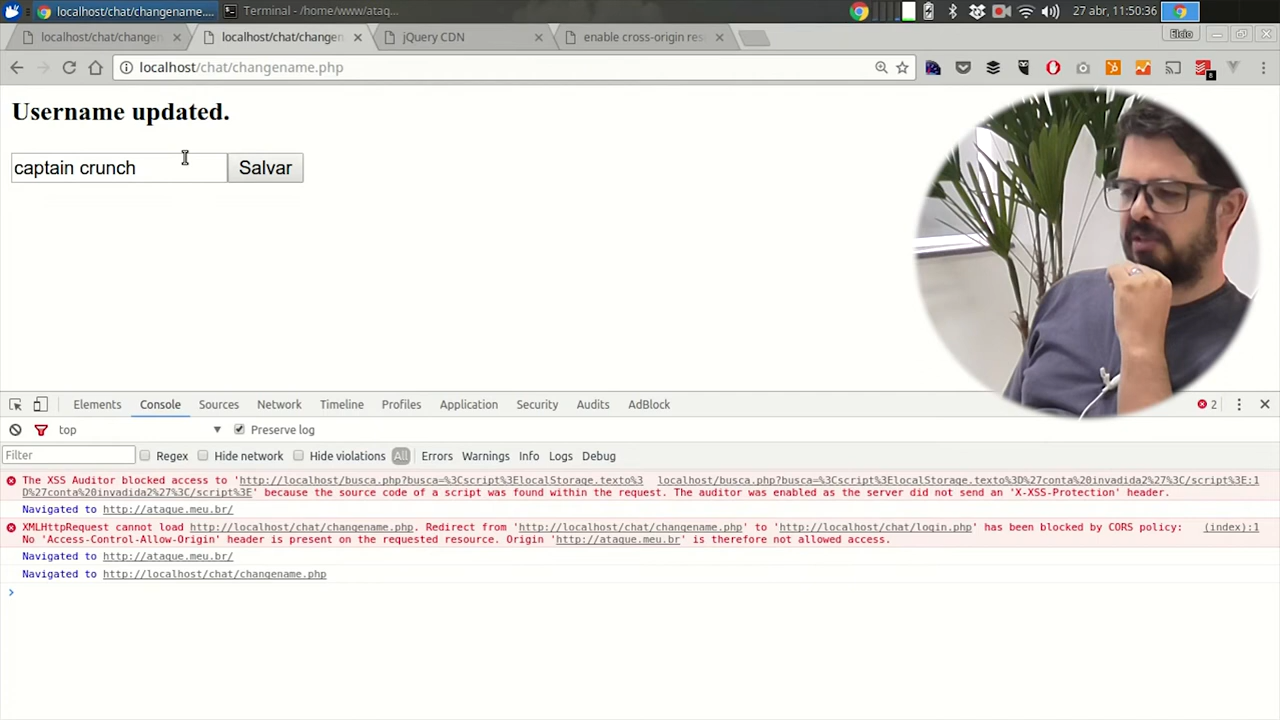 localhost/chat/changename....
Terminal - /home/www/ataq...
27 abr, 11:50:36
localhost/chat/changen
localhost/chat/changen
jQuery CDN
enable cross-origin res
Elcio
localhost/chat/changename.php
8
Username updated.
captain crunch
Salvar
Elements
Console
Sources
Network
Timeline
Profiles
Application
Security
Audits
AdBlock
2
top
Preserve log
Filter
Regex
Hide network
Hide violations
All
Errors
Warnings
Info
Logs
Debug
The XSS Auditor blocked access to 'http://localhost/busca.php?busca=%3Cscript%3ElocalStorage.texto%3
D%27conta%20invadida2%27%3C/script%3E' because the source code of a script was found within the request. The auditor was enabled as the server did not send an 'X-XSS-Protection' header.
localhost/busca.php?busca=%3Cscript%3ElocalStorage.texto%3D%27conta%20invadida2%27%3C/script%3E:1
Navigated to http://ataque.meu.br/
XMLHttpRequest cannot load http://localhost/chat/changename.php. Redirect from 'http://localhost/chat/changename.php' to 'http://localhost/chat/login.php' has been blocked by CORS policy:
No 'Access-Control-Allow-Origin' header is present on the requested resource. Origin 'http://ataque.meu.br' is therefore not allowed access.
(index):1
Navigated to http://ataque.meu.br/
Navigated to http://localhost/chat/changename.php